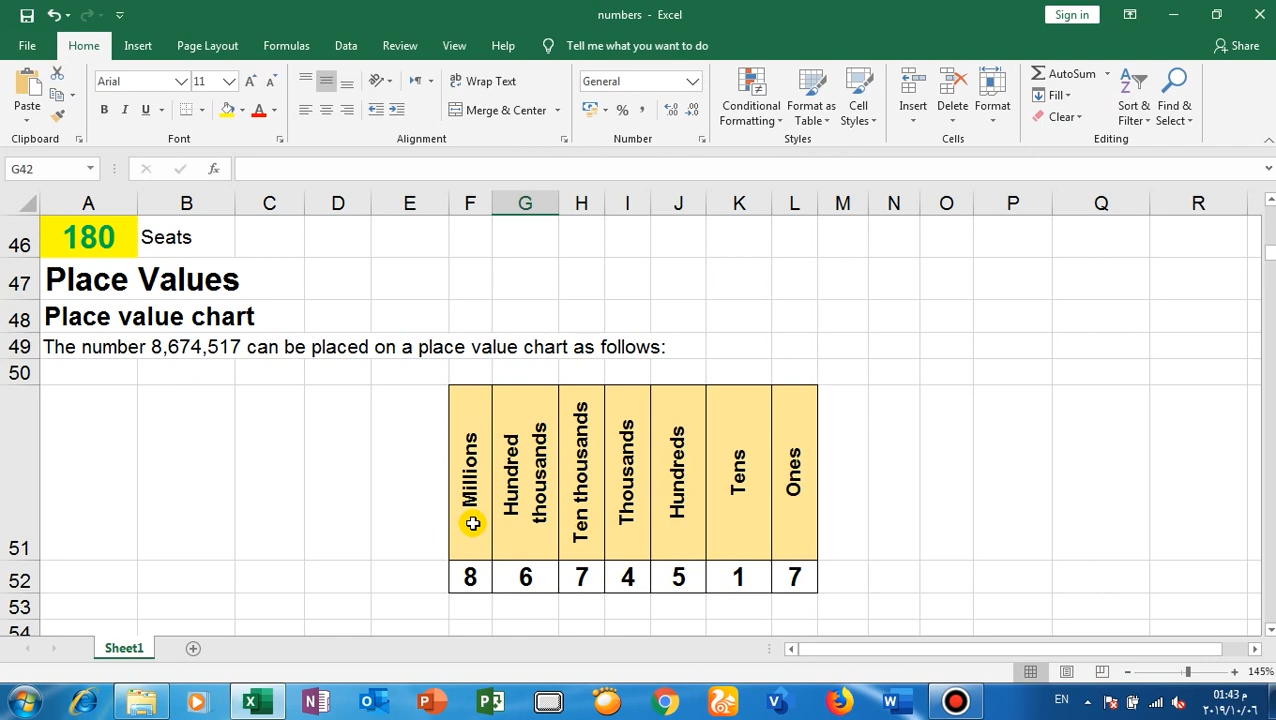 numbers - Excel
Sign in
File Home Insert Page Layout Formulas Data Review View Help Tell me what you want to do Share
Paste
Clipboard
Arial 11
B I U
A A A
Font
Wrap Text
Merge & Center
Alignment
General
%
Number
Conditional Formatting
Format as Table
Cell Styles
Styles
Insert Delete Format
Cells
AutoSum
Fill
Clear
Sort & Filter
Find & Select
Editing
G42
fx
A B C D E F G H I J K L M N O P Q R
46 180 Seats
47 Place Values
48 Place value chart
49 The number 8,674,517 can be placed on a place value chart as follows:
50
51 Millions Hundred thousands Ten thousands Thousands Hundreds Tens Ones
52 8 6 7 4 5 1 7
53
54
Sheet1
145%
EN
01:43 م
٢٠١٩/١٠/٠٦